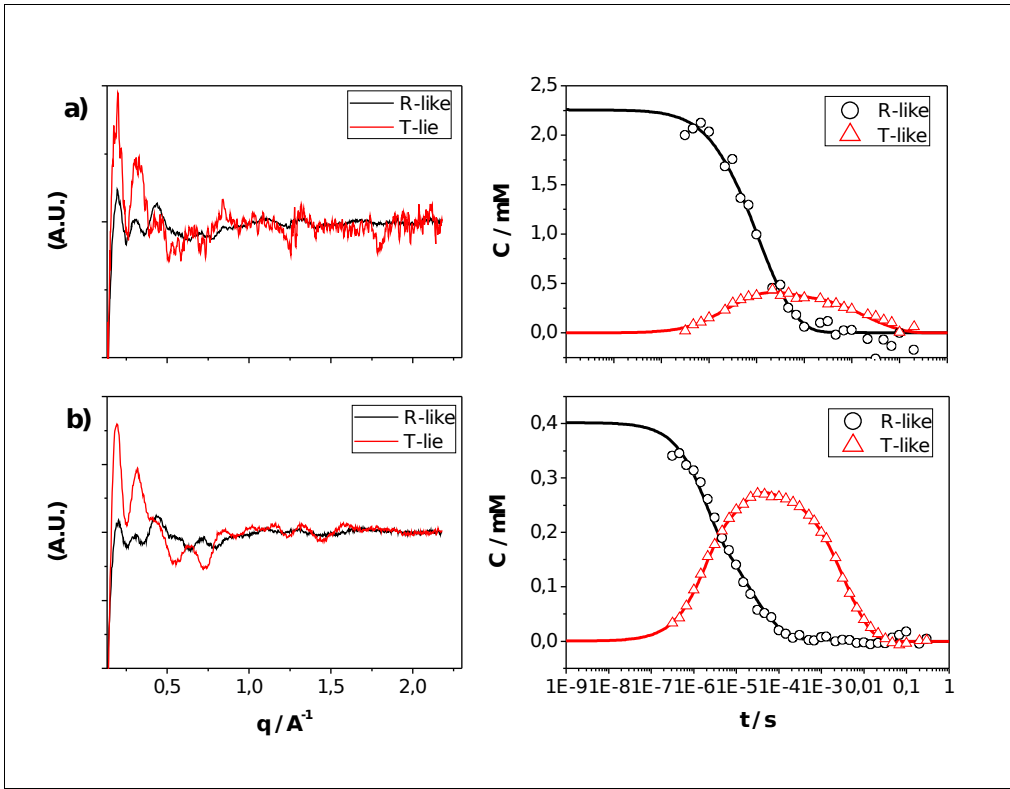 a)
(A.U.)
R-like
T-lie
C / mM
2,5
2,0
1,5
1,0
0,5
0,0
R-like
T-like
b)
(A.U.)
R-like
T-lie
0,5
1,0
1,5
2,0
q / A-1
C / mM
0,4
0,3
0,2
0,1
0,0
R-like
T-like
1E-91E-81E-71E-61E-51E-41E-30,01 0,1 1
t / s